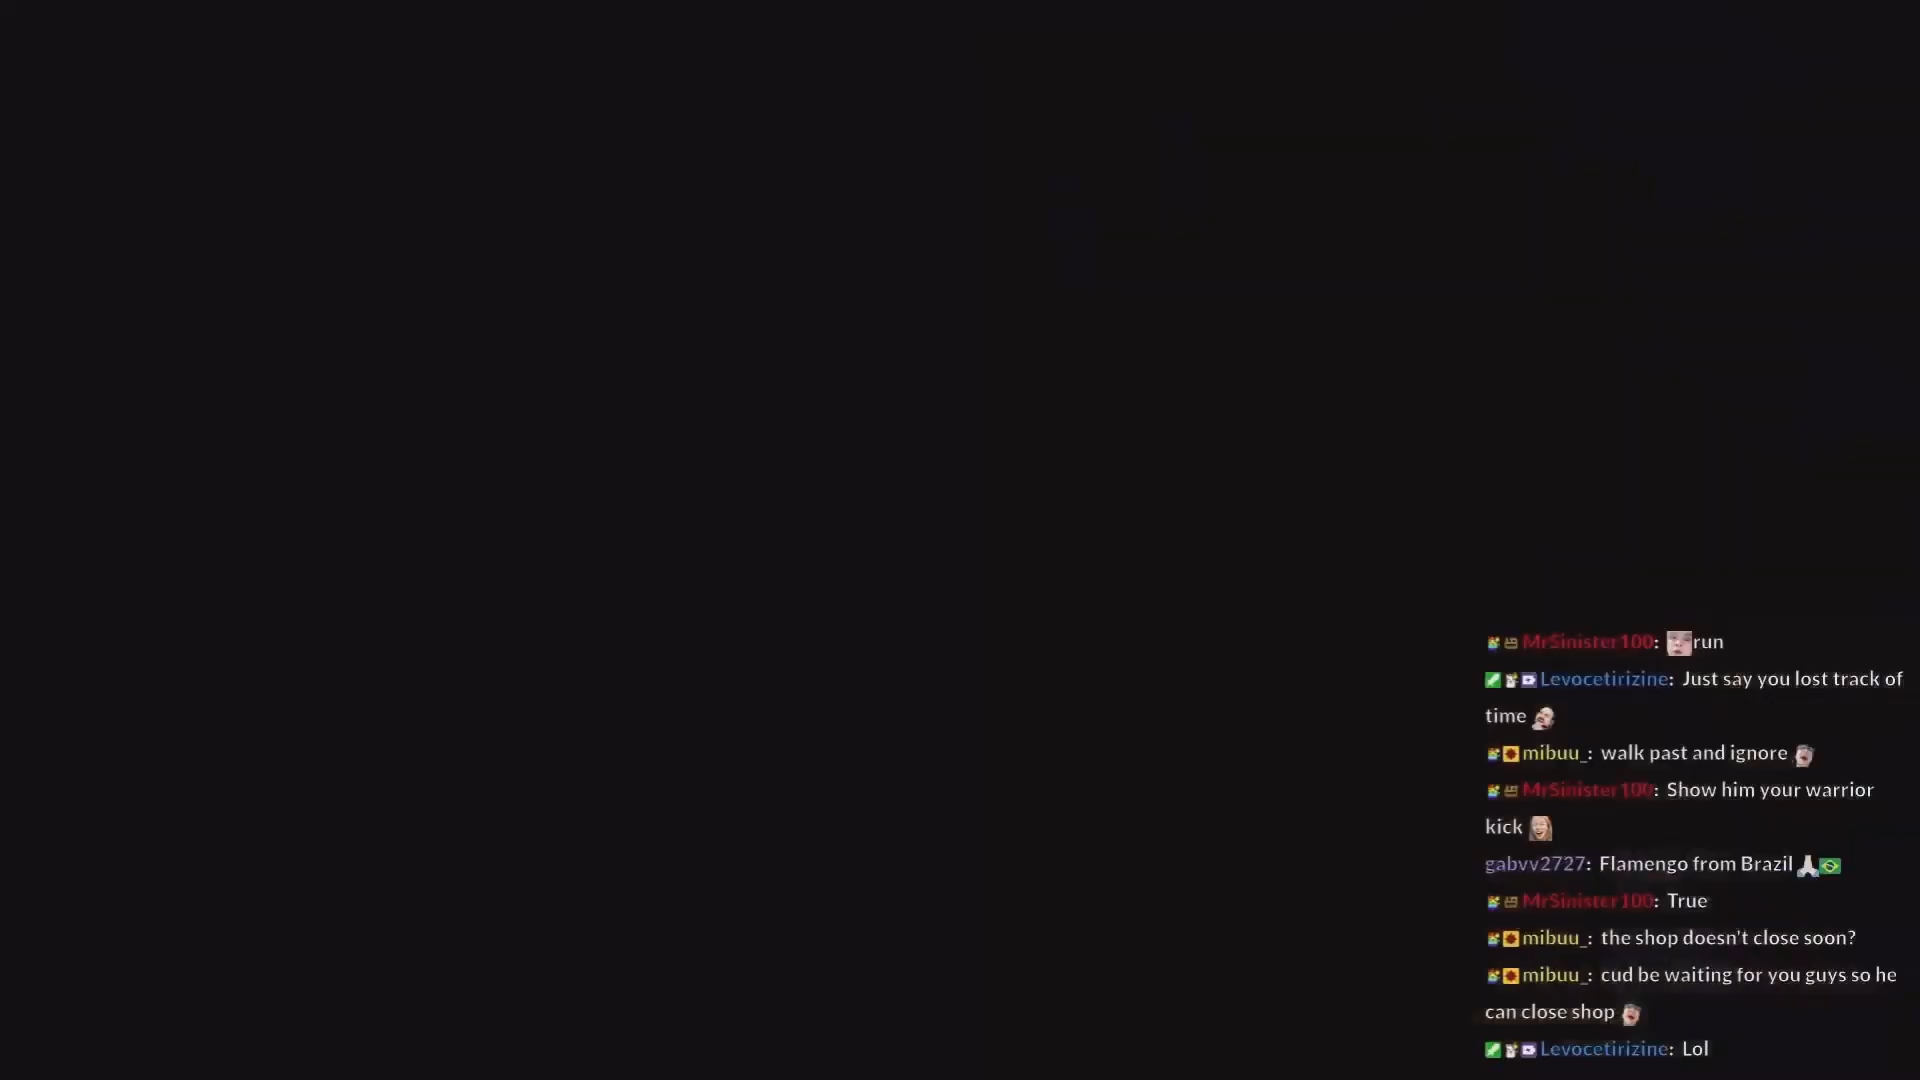 MrSinister100: run
Levocetirizine: Just say you lost track of
time
mibuu_: walk past and ignore
MrSinister100: Show him your warrior
kick
gabvv2727: Flamengo from Brazil
MrSinister100: True
mibuu_: the shop doesn't close soon?
mibuu_: cud be waiting for you guys so he
can close shop
Levocetirizine: Lol